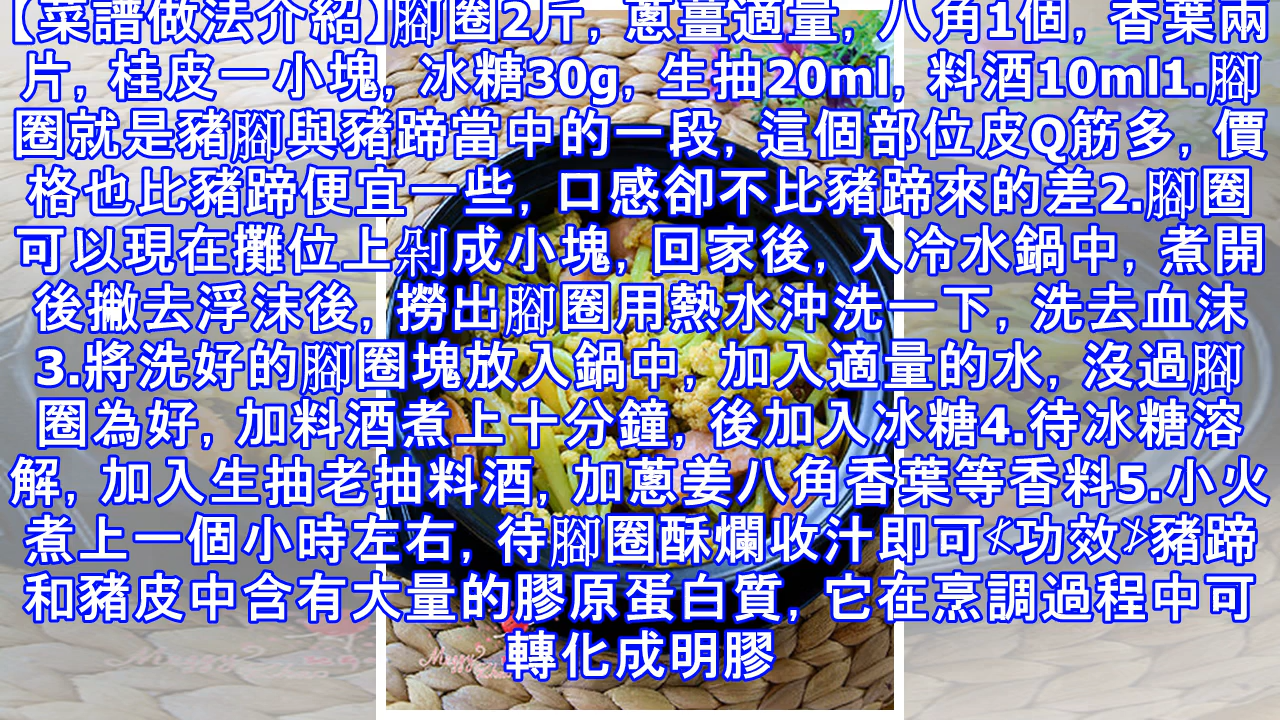 【菜譜做法介紹】腳圈2斤, 蔥薑適量, 八角1個, 香葉兩
片, 桂皮一小塊, 冰糖30g, 生抽20ml, 料酒10ml1.腳
圈就是豬腳與豬蹄當中的一段, 這個部位皮Q筋多, 價
格也比豬蹄便宜一些, 口感卻不比豬蹄來的差2.腳圈
可以現在攤位上剁成小塊, 回家後, 入冷水鍋中, 煮開
後撇去浮沫後, 撈出腳圈用熱水沖洗一下, 洗去血沫
3.將洗好的腳圈塊放入鍋中, 加入適量的水, 沒過腳
圈為好, 加料酒煮上十分鐘, 後加入冰糖4.待冰糖溶
解, 加入生抽老抽料酒, 加蔥姜八角香葉等香料5.小火
煮上一個小時左右, 待腳圈酥爛收汁即可≮功效≯豬蹄
和豬皮中含有大量的膠原蛋白質, 它在烹調過程中可
轉化成明膠